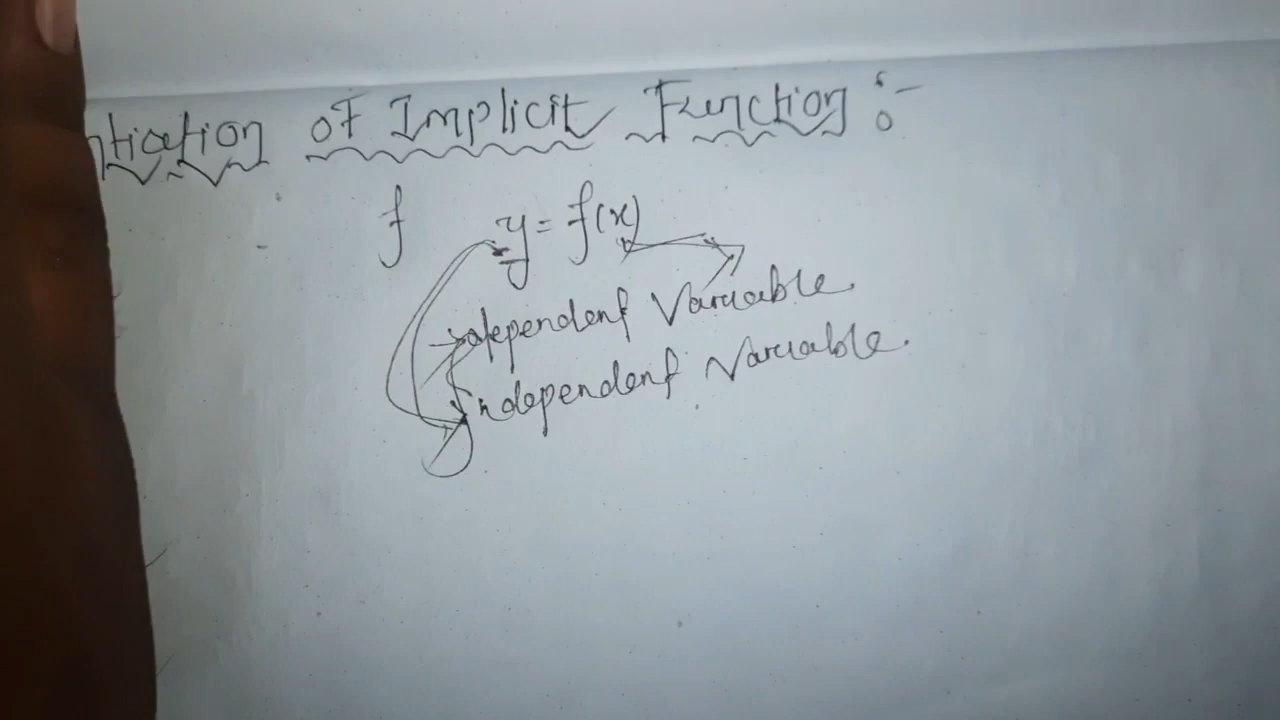 ntiation of Implicit Function :-
f y = f(x)
dependent Variable.
Independent Variable.